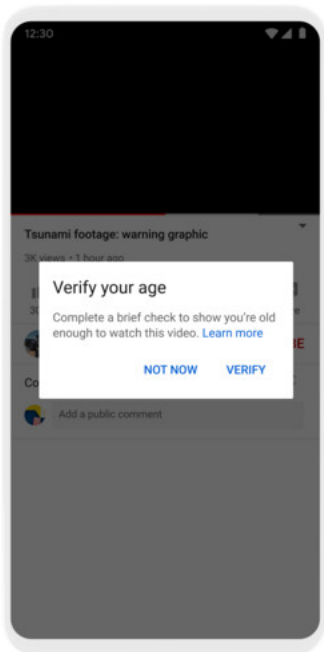 12:30
Tsunami footage: warning graphic
3K views • 1 hour ago
Verify your age
Complete a brief check to show you're old
enough to watch this video. Learn more
NOT NOW VERIFY
Add a public comment